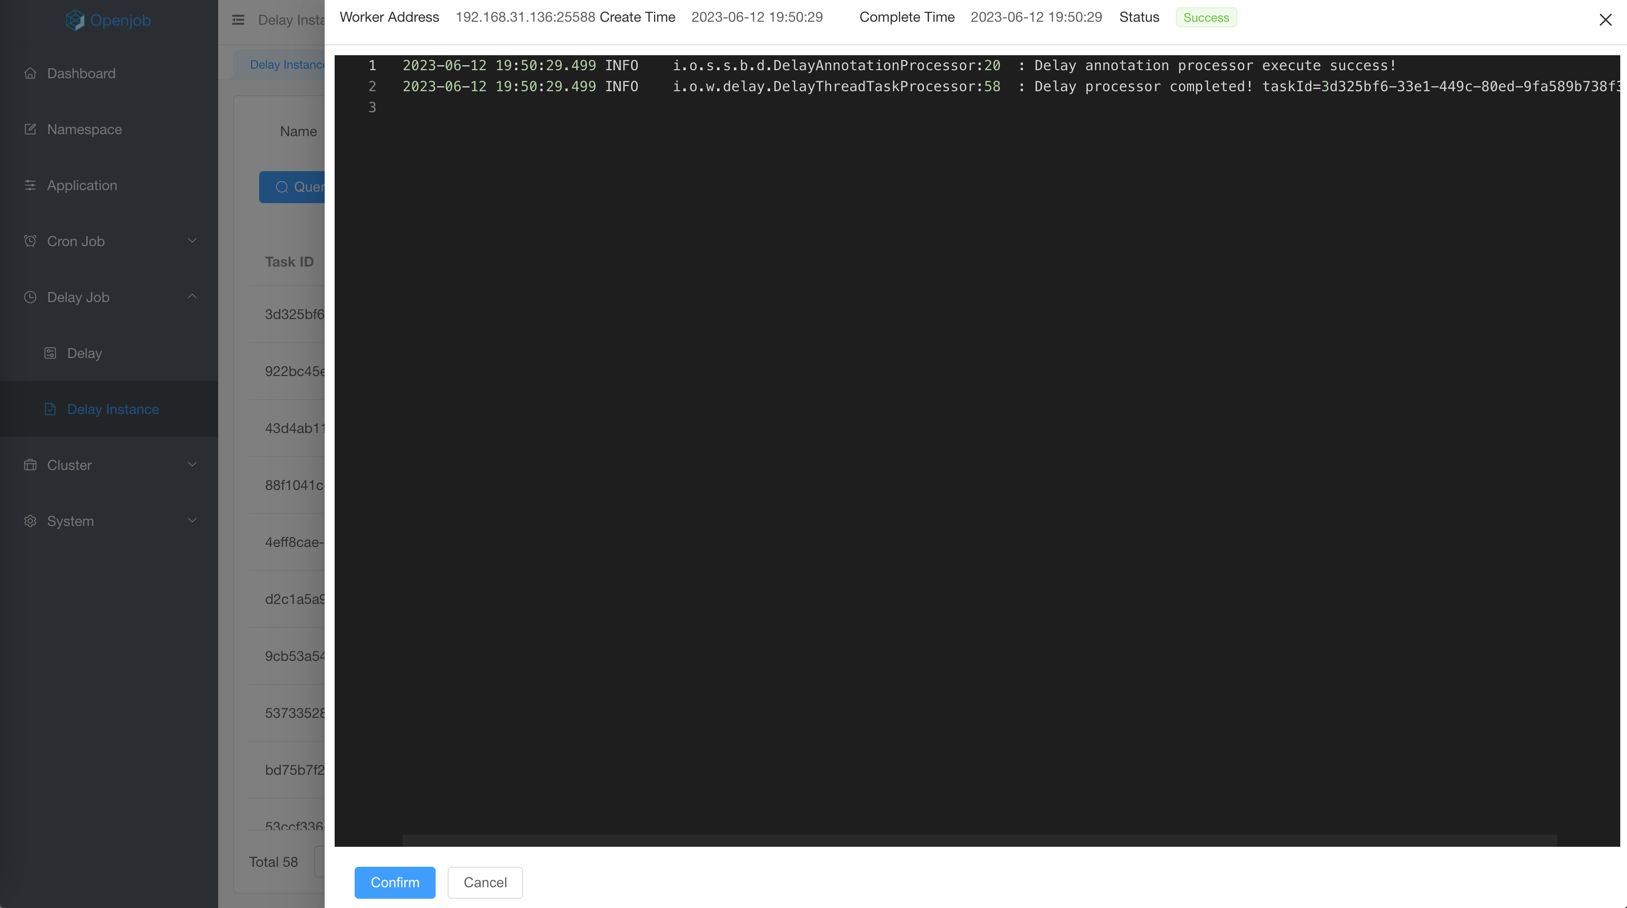 Openjob
Dashboard
Namespace
Application
Cron Job
Delay Job
Delay
Delay Instance
Cluster
System
Delay Insta
Delay Instance
Name
Quer
Task ID
3d325bf6
922bc45e
43d4ab11
88f1041c
4eff8cae-
d2c1a5a9
9cb53a54
53733528
bd75b7f2
53ccf336
Total 58
Worker Address 192.168.31.136:25588 Create Time 2023-06-12 19:50:29 Complete Time 2023-06-12 19:50:29 Status Success
1 2023-06-12 19:50:29.499 INFO i.o.s.s.b.d.DelayAnnotationProcessor:20 : Delay annotation processor execute success!
2 2023-06-12 19:50:29.499 INFO i.o.w.delay.DelayThreadTaskProcessor:58 : Delay processor completed! taskId=3d325bf6-33e1-449c-80ed-9fa589b738f3
3
Confirm Cancel